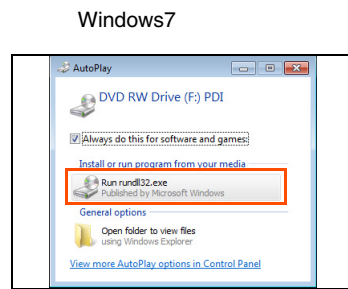 Windows7
AutoPlay
DVD RW Drive (F:) PDI
Always do this for software and games:
Install or run program from your media
Run rundll32.exe
Published by Microsoft Windows
General options
Open folder to view files
using Windows Explorer
View more AutoPlay options in Control Panel